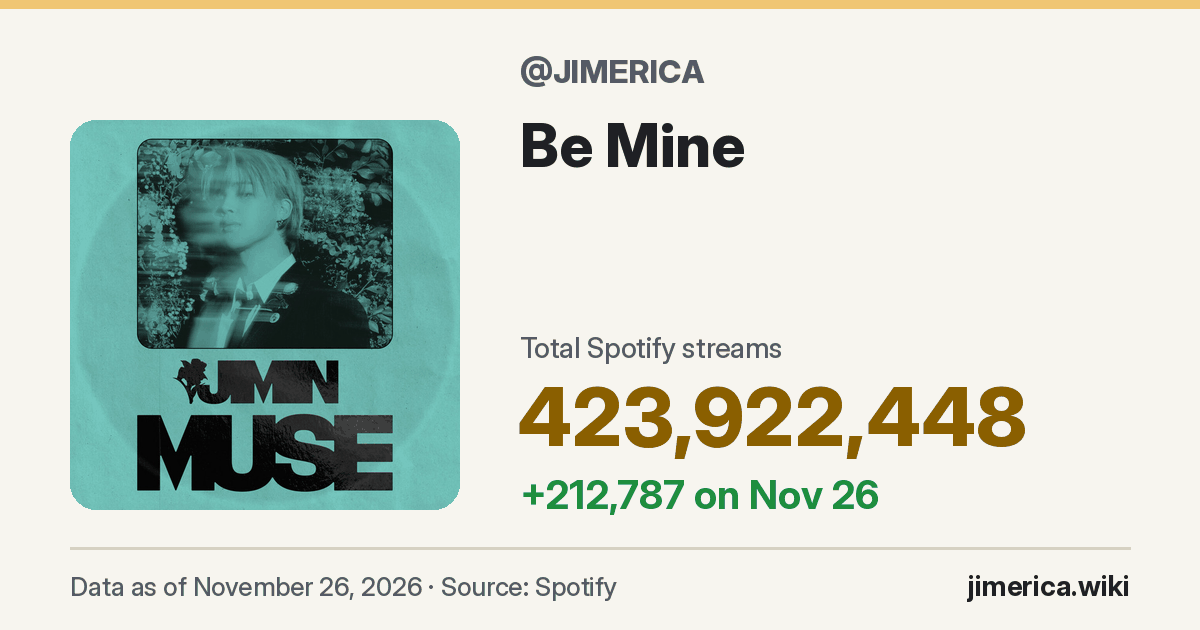 @JIMERICA
Be Mine
JIMIN
MUSE
Total Spotify streams
423,922,448
+212,787 on Nov 26
Data as of November 26, 2026 · Source: Spotify
jimerica.wiki